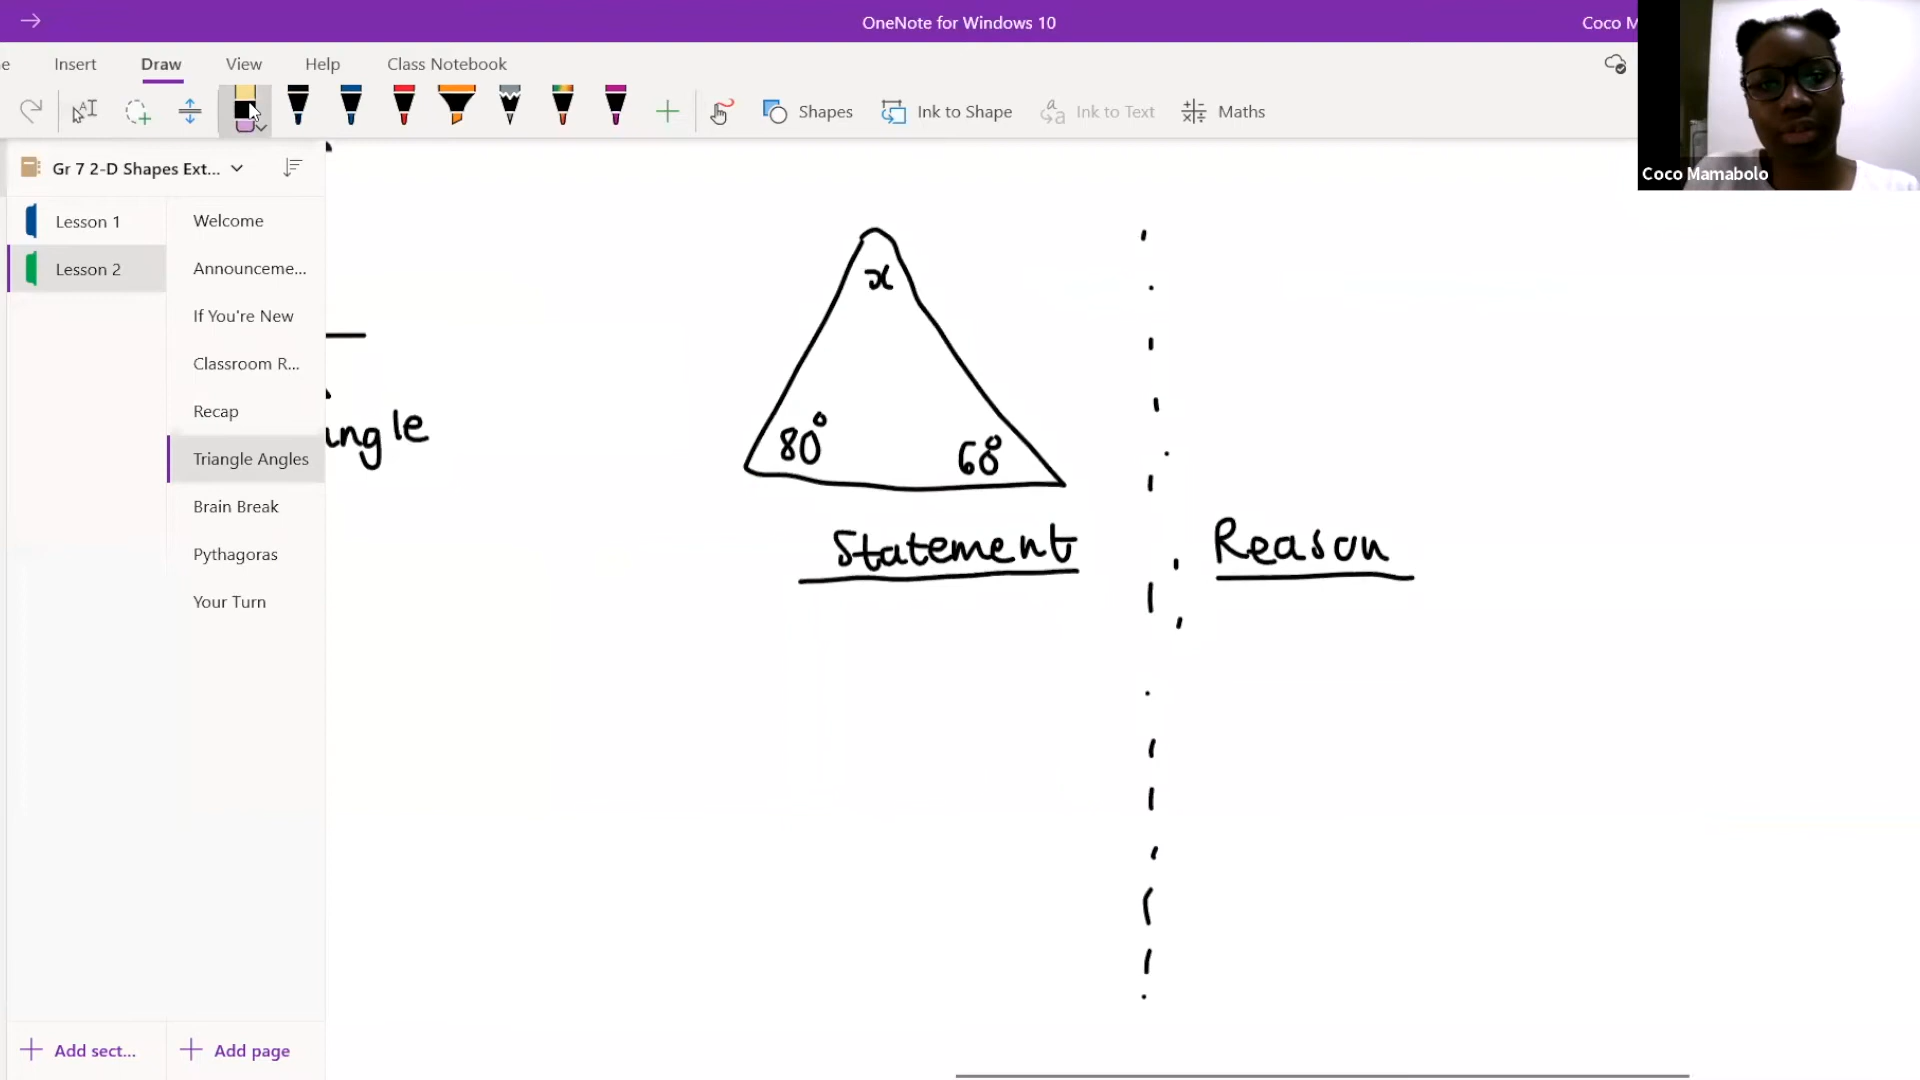 OneNote for Windows 10
Coco M
e
Insert
Draw
View
Help
Class Notebook
Shapes
Ink to Shape
Ink to Text
Maths
Coco Mamabolo
Gr 7 2-D Shapes Ext...
Lesson 1
Lesson 2
Welcome
Announceme...
If You're New
Classroom R...
Recap
Triangle Angles
Brain Break
Pythagoras
Your Turn
Add sect...
Add page
angle
x
80°
60°
Statement
Reason